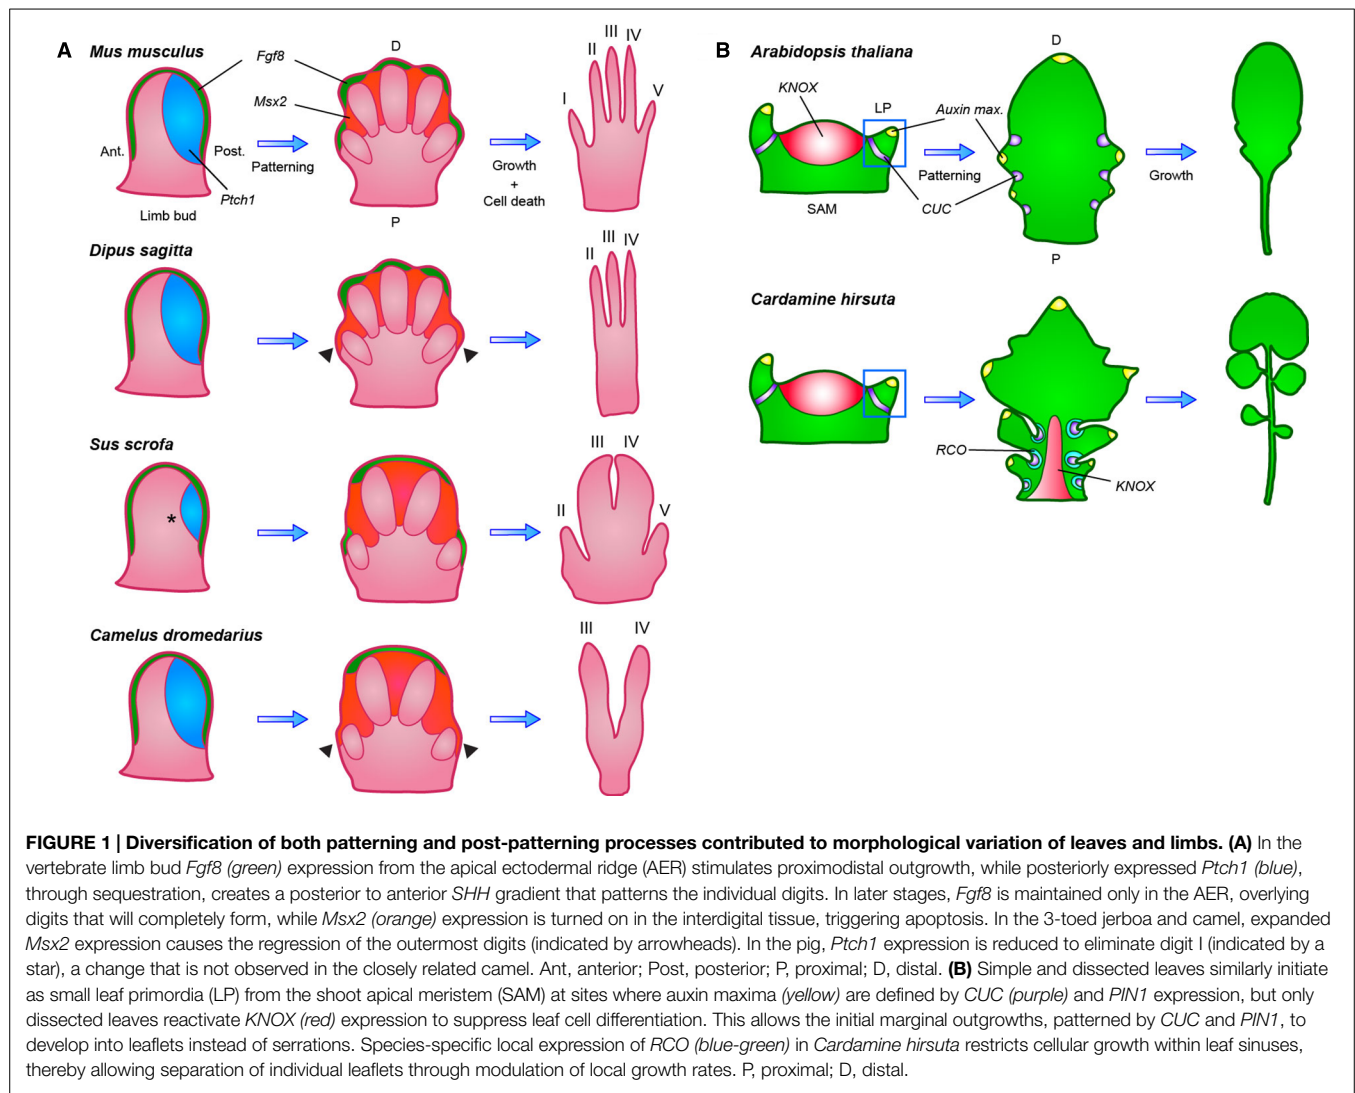 A
Mus musculus
Fgf8
Msx2
Ant.
Post.
Ptch1
Limb bud
Patterning
D
P
Growth
+
Cell death
I
II
III
IV
V
Dipus sagitta
II
III
IV
Sus scrofa
*
II
III
IV
V
Camelus dromedarius
III
IV
B
Arabidopsis thaliana
KNOX
LP
SAM
CUC
Auxin max.
Patterning
D
P
Growth
Cardamine hirsuta
RCO
KNOX
FIGURE 1 | Diversification of both patterning and post-patterning processes contributed to morphological variation of leaves and limbs. (A) In the
vertebrate limb bud Fgf8 (green) expression from the apical ectodermal ridge (AER) stimulates proximodistal outgrowth, while posteriorly expressed Ptch1 (blue),
through sequestration, creates a posterior to anterior SHH gradient that patterns the individual digits. In later stages, Fgf8 is maintained only in the AER, overlying
digits that will completely form, while Msx2 (orange) expression is turned on in the interdigital tissue, triggering apoptosis. In the 3-toed jerboa and camel, expanded
Msx2 expression causes the regression of the outermost digits (indicated by arrowheads). In the pig, Ptch1 expression is reduced to eliminate digit I (indicated by a
star), a change that is not observed in the closely related camel. Ant, anterior; Post, posterior; P, proximal; D, distal. (B) Simple and dissected leaves similarly initiate
as small leaf primordia (LP) from the shoot apical meristem (SAM) at sites where auxin maxima (yellow) are defined by CUC (purple) and PIN1 expression, but only
dissected leaves reactivate KNOX (red) expression to suppress leaf cell differentiation. This allows the initial marginal outgrowths, patterned by CUC and PIN1, to
develop into leaflets instead of serrations. Species-specific local expression of RCO (blue-green) in Cardamine hirsuta restricts cellular growth within leaf sinuses,
thereby allowing separation of individual leaflets through modulation of local growth rates. P, proximal; D, distal.